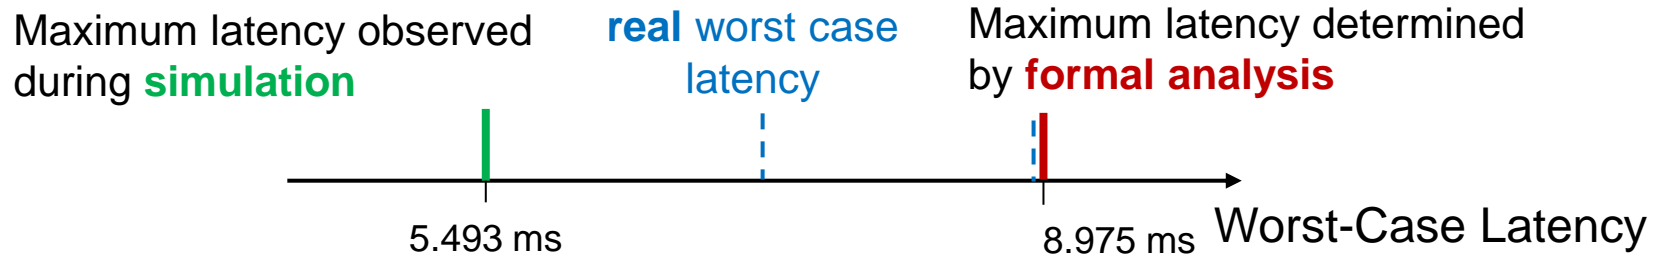 Maximum latency observed
during simulation
real worst case
latency
Maximum latency determined
by formal analysis
5.493 ms
8.975 ms
Worst-Case Latency